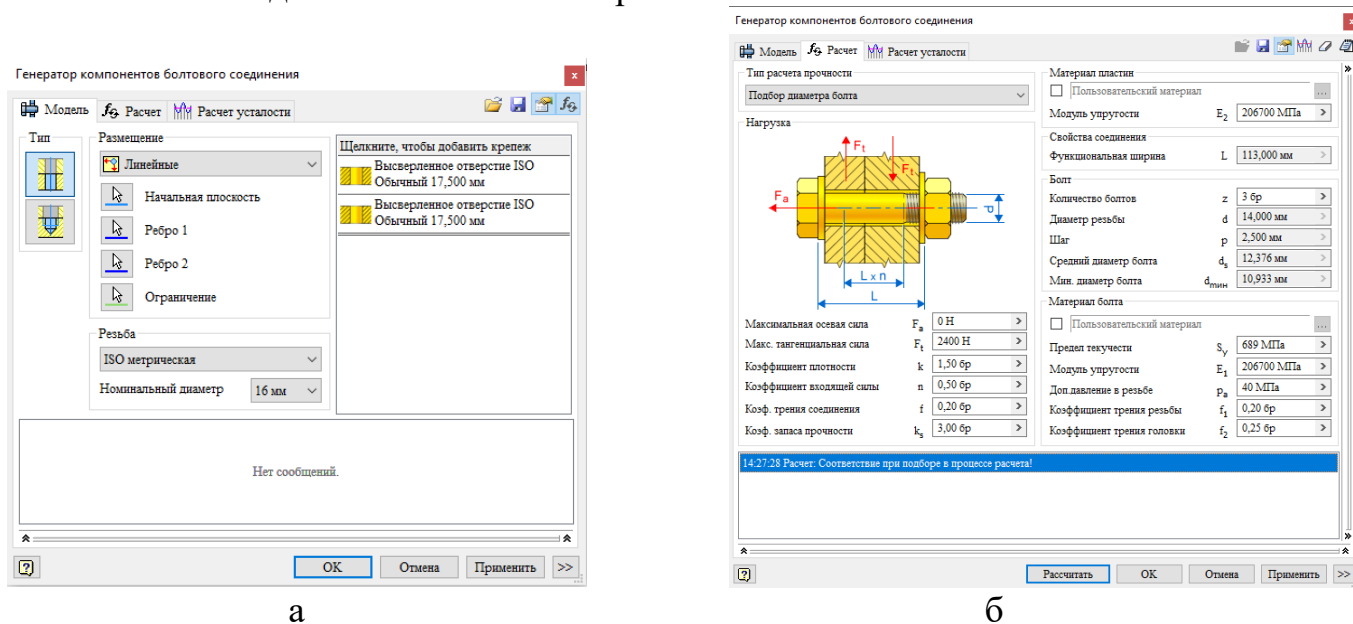 Генератор компонентов болтового соединения
x
Модель
fG Расчет
Расчет усталости
Тип
Размещение
Линейные
Начальная плоскость
Ребро 1
Ребро 2
Ограничение
Резьба
ISO метрическая
Номинальный диаметр 16 мм
Щелкните, чтобы добавить крепеж
Высверленное отверстие ISO
Обычный 17,500 мм
Высверленное отверстие ISO
Обычный 17,500 мм
Нет сообщений.
OK Отмена Применить >>
а
Генератор компонентов болтового соединения
x
Модель
fG Расчет
Расчет усталости
Тип расчета прочности
Подбор диаметра болта
Нагрузка
Ft
Ft
Fa
d
L x n
L
Максимальная осевая сила Fa 0 Н >
Макс. тангенциальная сила Ft 2400 Н >
Коэффициент плотности k 1,50 бр >
Коэффициент входящей силы n 0,50 бр >
Коэф. трения соединения f 0,20 бр >
Коэф. запаса прочности ks 3,00 бр >
Материал пластин
Пользовательский материал ...
Модуль упругости E2 206700 МПа >
Свойства соединения
Функциональная ширина L 113,000 мм >
Болт
Количество болтов z 3 бр >
Диаметр резьбы d 14,000 мм >
Шаг p 2,500 мм >
Средний диаметр болта ds 12,376 мм >
Мин. диаметр болта dмин 10,933 мм >
Материал болта
Пользовательский материал ...
Предел текучести Sy 689 МПа >
Модуль упругости E1 206700 МПа >
Доп.давление в резьбе pa 40 МПа >
Коэффициент трения резьбы f1 0,20 бр >
Коэффициент трения головки f2 0,25 бр >
14:27:28 Расчет: Соответствие при подборе в процессе расчета!
Рассчитать OK Отмена Применить >>
б